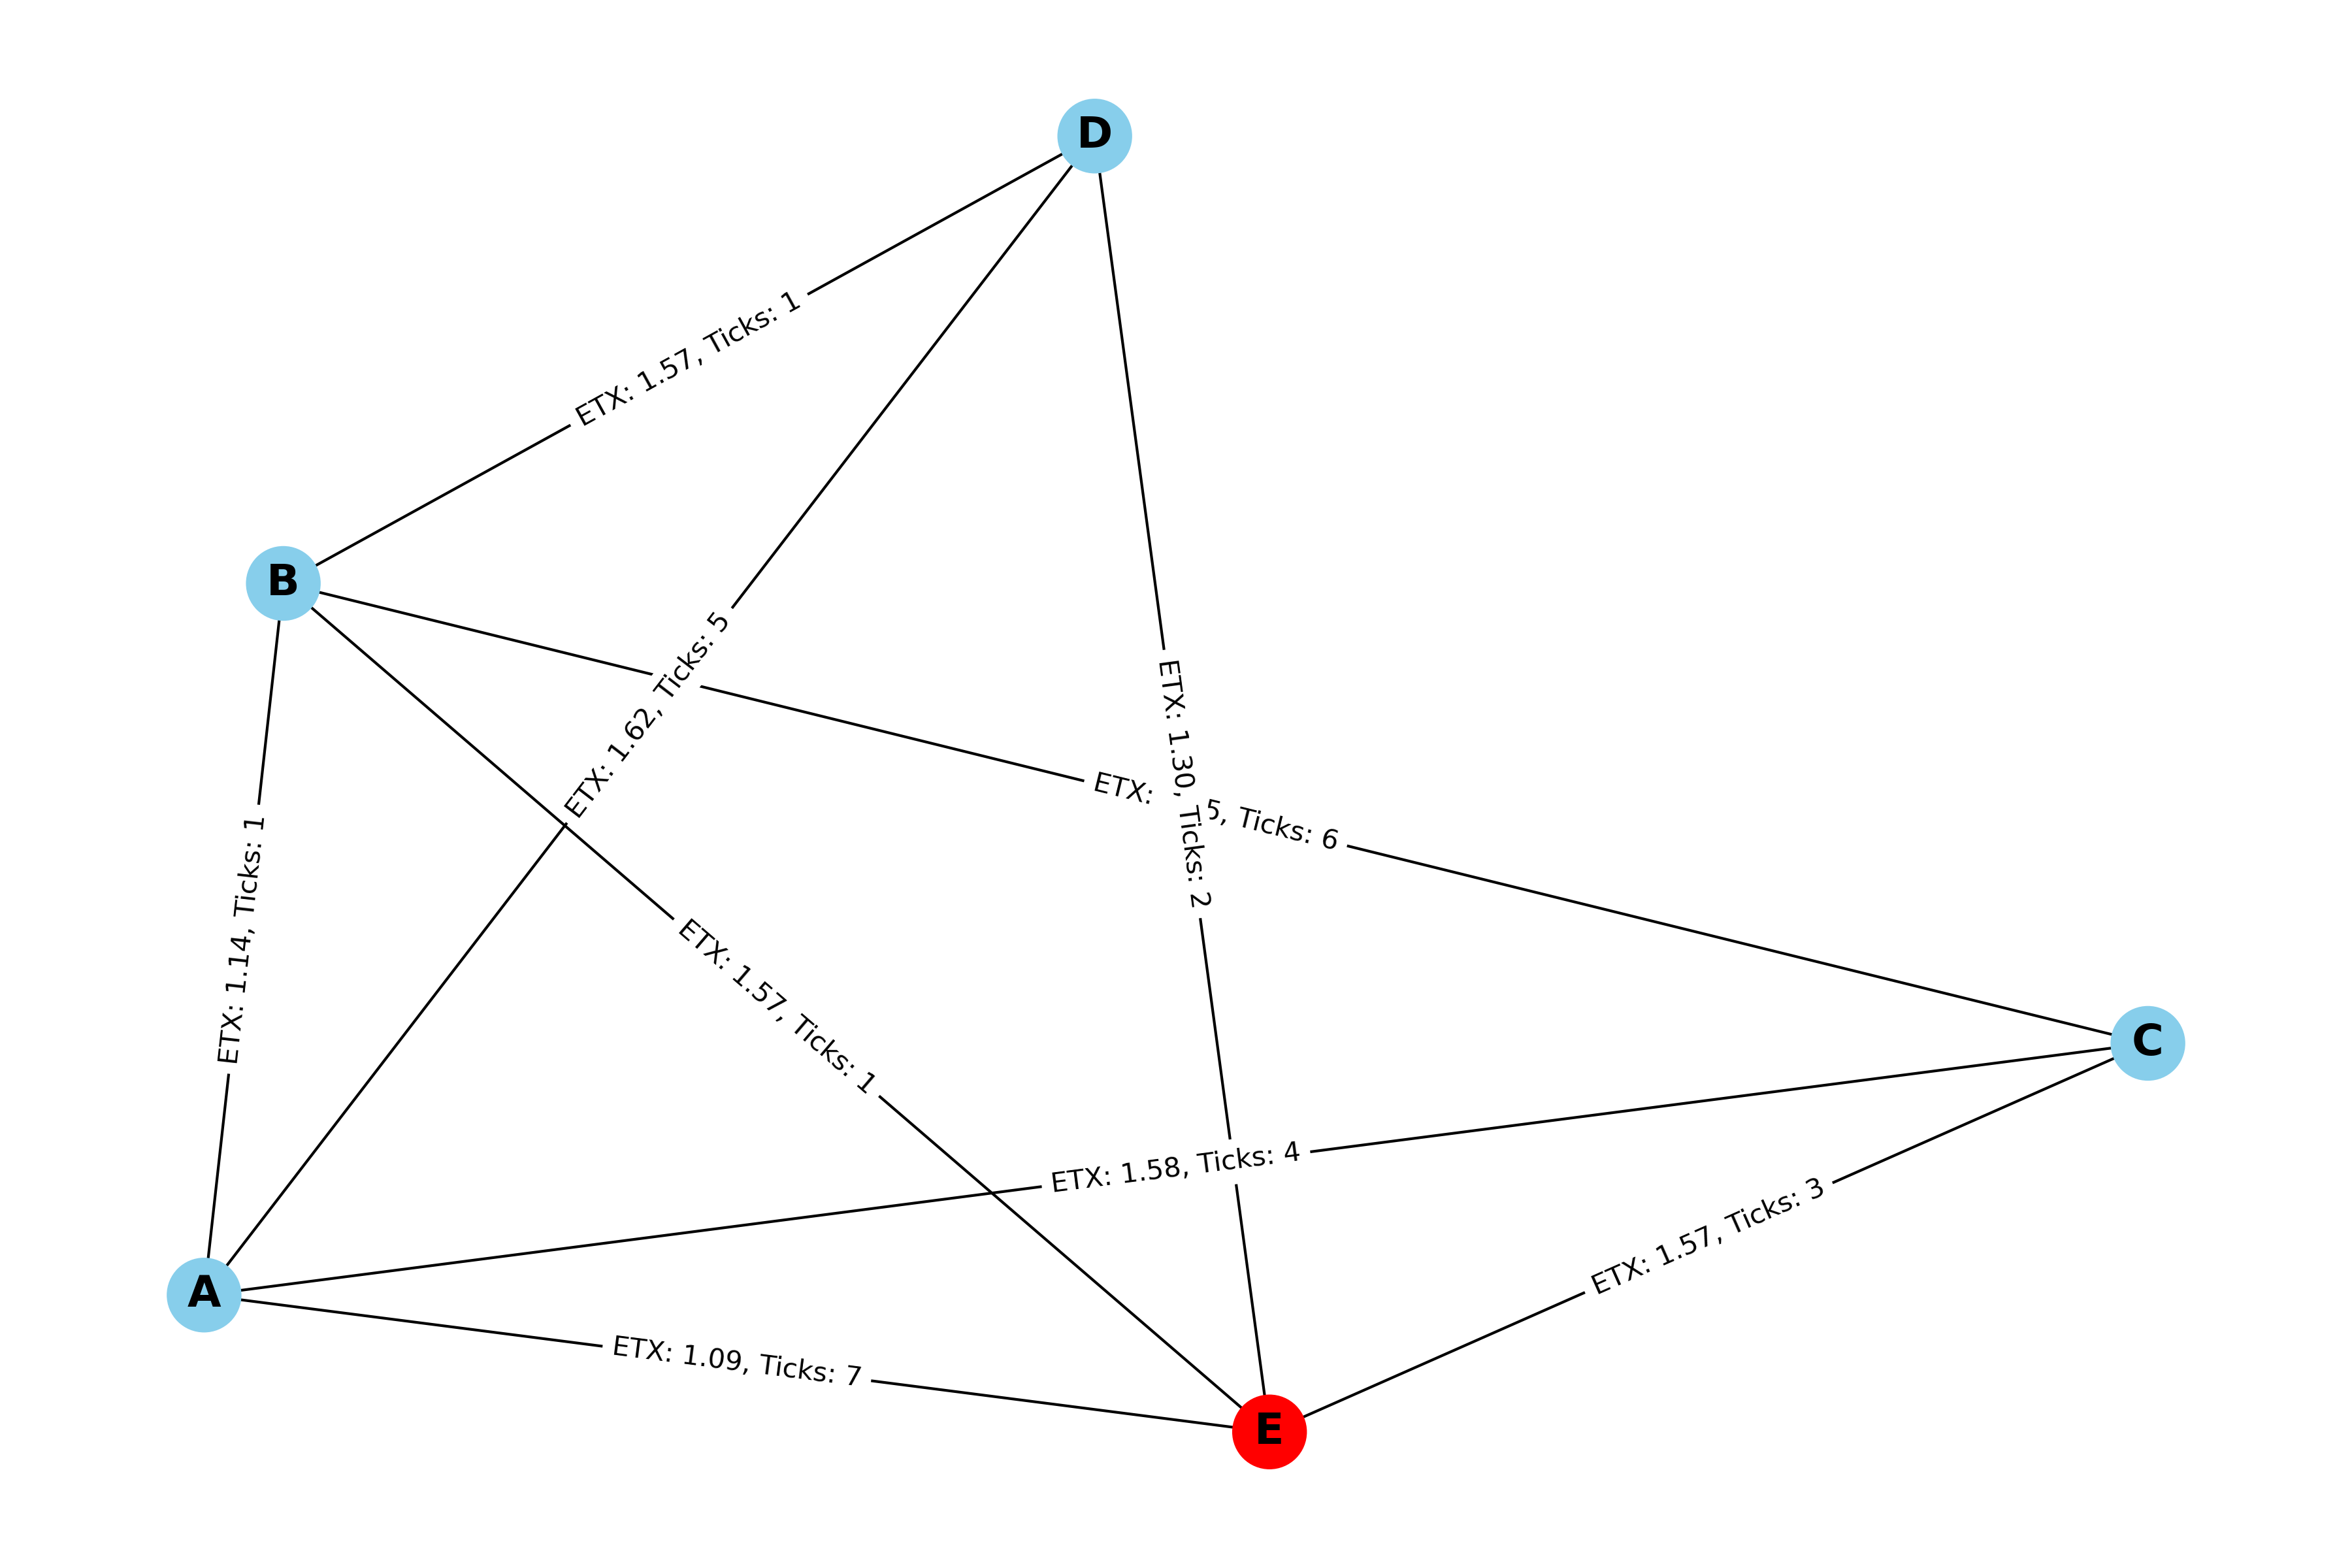 D
ETX: 1.57, Ticks: 1
B
ETX: 1.62, Ticks: 5
ETX: 1.30, Ticks: 2
ETX: 5, Ticks: 6
ETX: 1.14, Ticks: 1
ETX: 1.57, Ticks: 1
C
ETX: 1.58, Ticks: 4
ETX: 1.57, Ticks: 3
A
ETX: 1.09, Ticks: 7
E